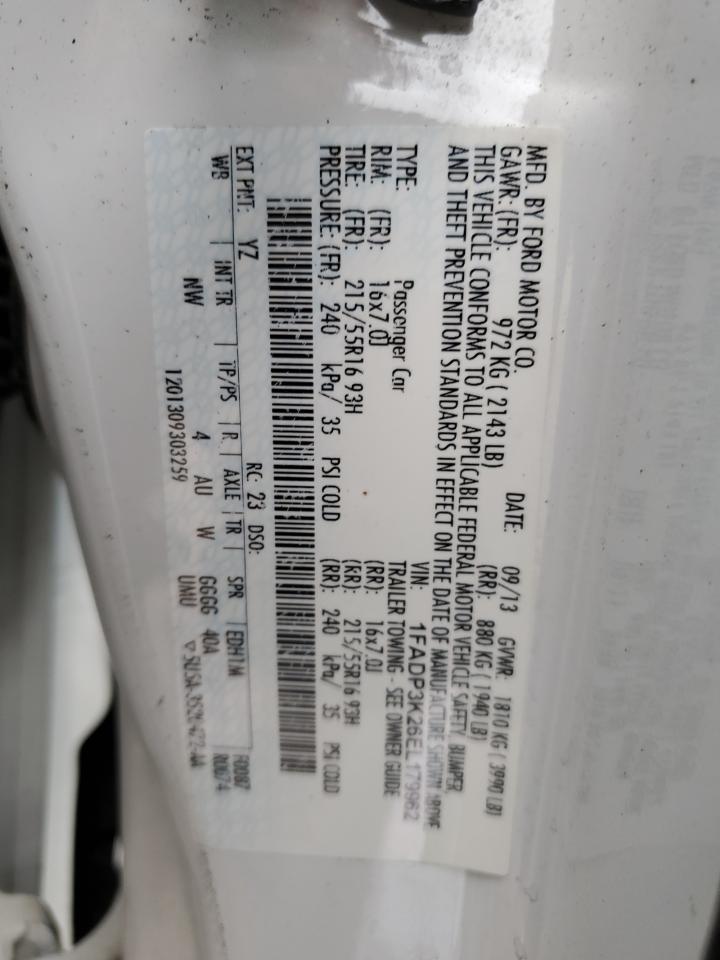 MFD. BY FORD MOTOR CO. DATE: 09/13 GVWR: 1810 KG ( 3990 LB)
GAWR: (FR): 972 KG ( 2143 LB) (RR): 880 KG ( 1940 LB)
THIS VEHICLE CONFORMS TO ALL APPLICABLE FEDERAL MOTOR VEHICLE SAFETY, BUMPER,
AND THEFT PREVENTION STANDARDS IN EFFECT ON THE DATE OF MANUFACTURE SHOWN ABOVE
VIN: 1FADP3K26EL179962
TYPE: Passenger Car TRAILER TOWING - SEE OWNER GUIDE
RIM: (FR): 16x7.0J (RR): 16x7.0J
TIRE: (FR): 215/55R16 93H (RR): 215/55R16 93H
PRESSURE: (FR): 240 kPa/ 35 PSI COLD (RR): 240 kPa/ 35 PSI COLD
EXT PNT: YZ RC: 23 DSO:
WB | INT TR | TP/PS | R | AXLE | TR | SPR | EDH1M
NW 4 AU W GGGG 40A
1201309303259 UMU